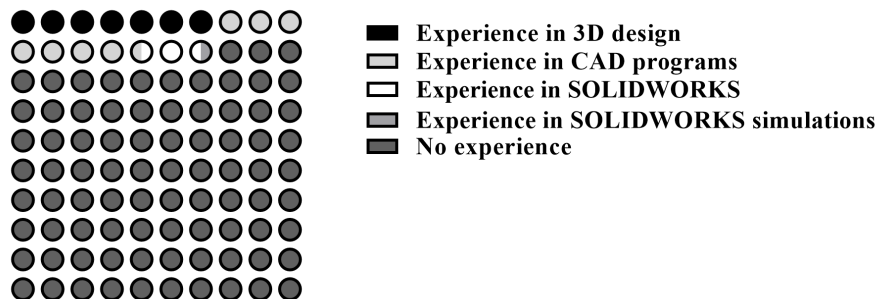 Experience in 3D design
Experience in CAD programs
Experience in SOLIDWORKS
Experience in SOLIDWORKS simulations
No experience